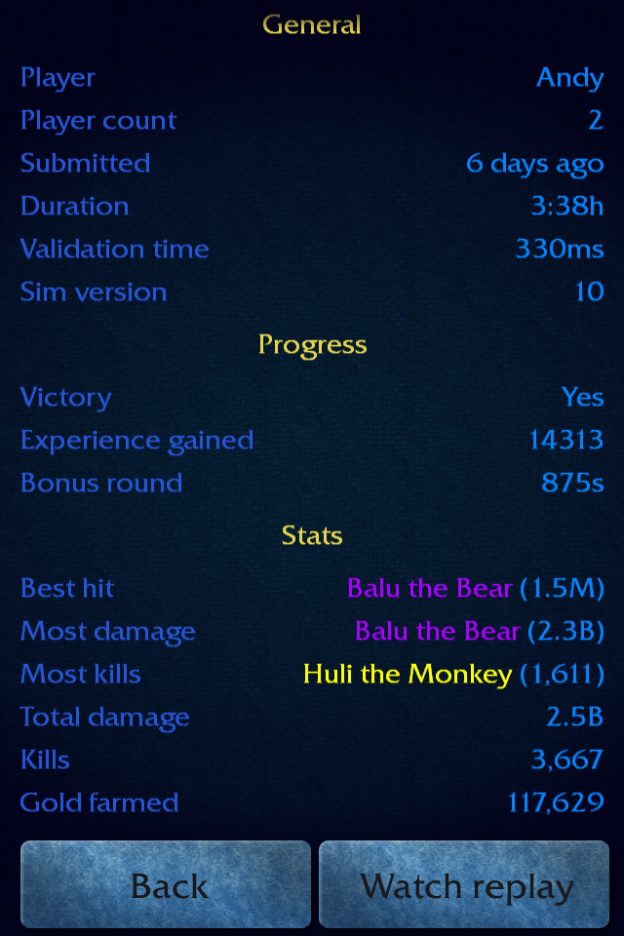 General
Player Andy
Player count 2
Submitted 6 days ago
Duration 3:38h
Validation time 330ms
Sim version 10
Progress
Victory Yes
Experience gained 14313
Bonus round 875s
Stats
Best hit Balu the Bear (1.5M)
Most damage Balu the Bear (2.3B)
Most kills Huli the Monkey (1,611)
Total damage 2.5B
Kills 3,667
Gold farmed 117,629
Back Watch replay